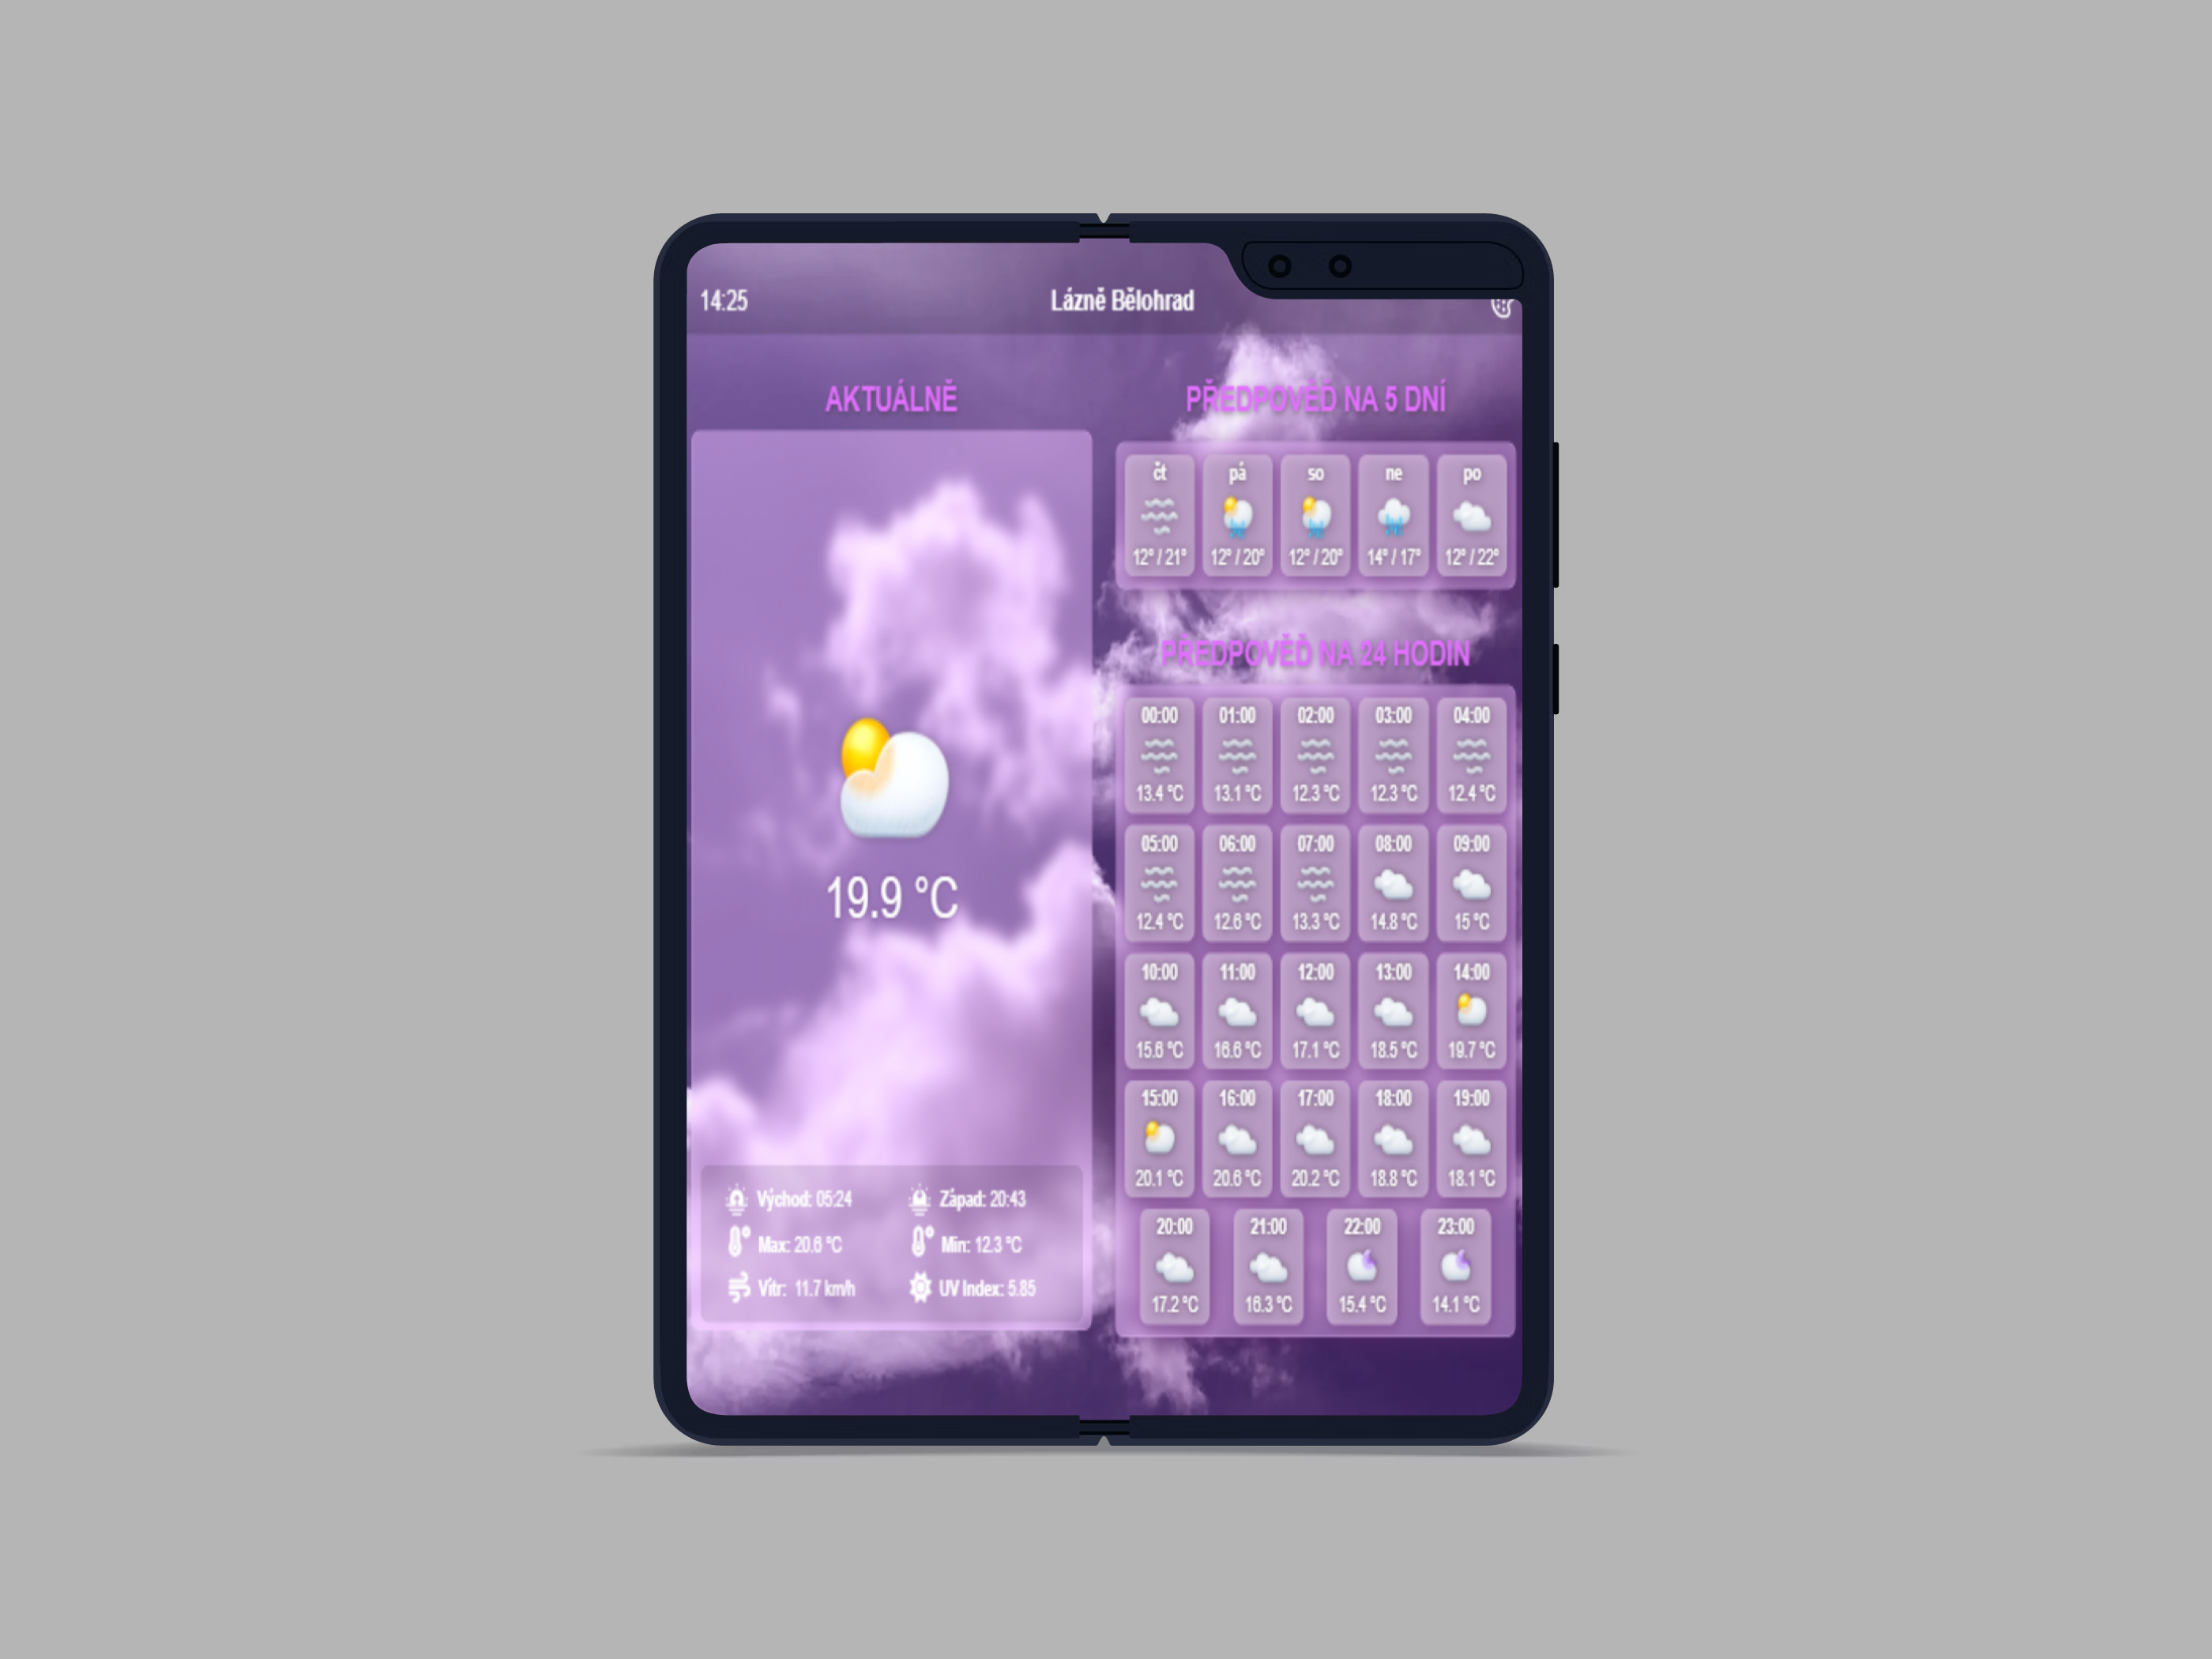 14:25
Lázně Bělohrad
AKTUÁLNĚ
19.9 °C
Východ: 05:24
Západ: 20:43
Max: 20.6 °C
Min: 12.3 °C
Vítr: 11.7 km/h
UV Index: 5.85
PŘEDPOVĚĎ NA 5 DNÍ
čt pá so ne po
12° / 21° 12° / 20° 12° / 20° 14° / 17° 12° / 22°
PŘEDPOVĚĎ NA 24 HODIN
00:00 01:00 02:00 03:00 04:00
13.4 °C 13.1 °C 12.3 °C 12.3 °C 12.4 °C
05:00 06:00 07:00 08:00 09:00
12.4 °C 12.6 °C 13.3 °C 14.8 °C 15 °C
10:00 11:00 12:00 13:00 14:00
15.6 °C 16.6 °C 17.1 °C 18.5 °C 19.7 °C
15:00 16:00 17:00 18:00 19:00
20.1 °C 20.6 °C 20.2 °C 18.8 °C 18.1 °C
20:00 21:00 22:00 23:00
17.2 °C 16.3 °C 15.4 °C 14.1 °C